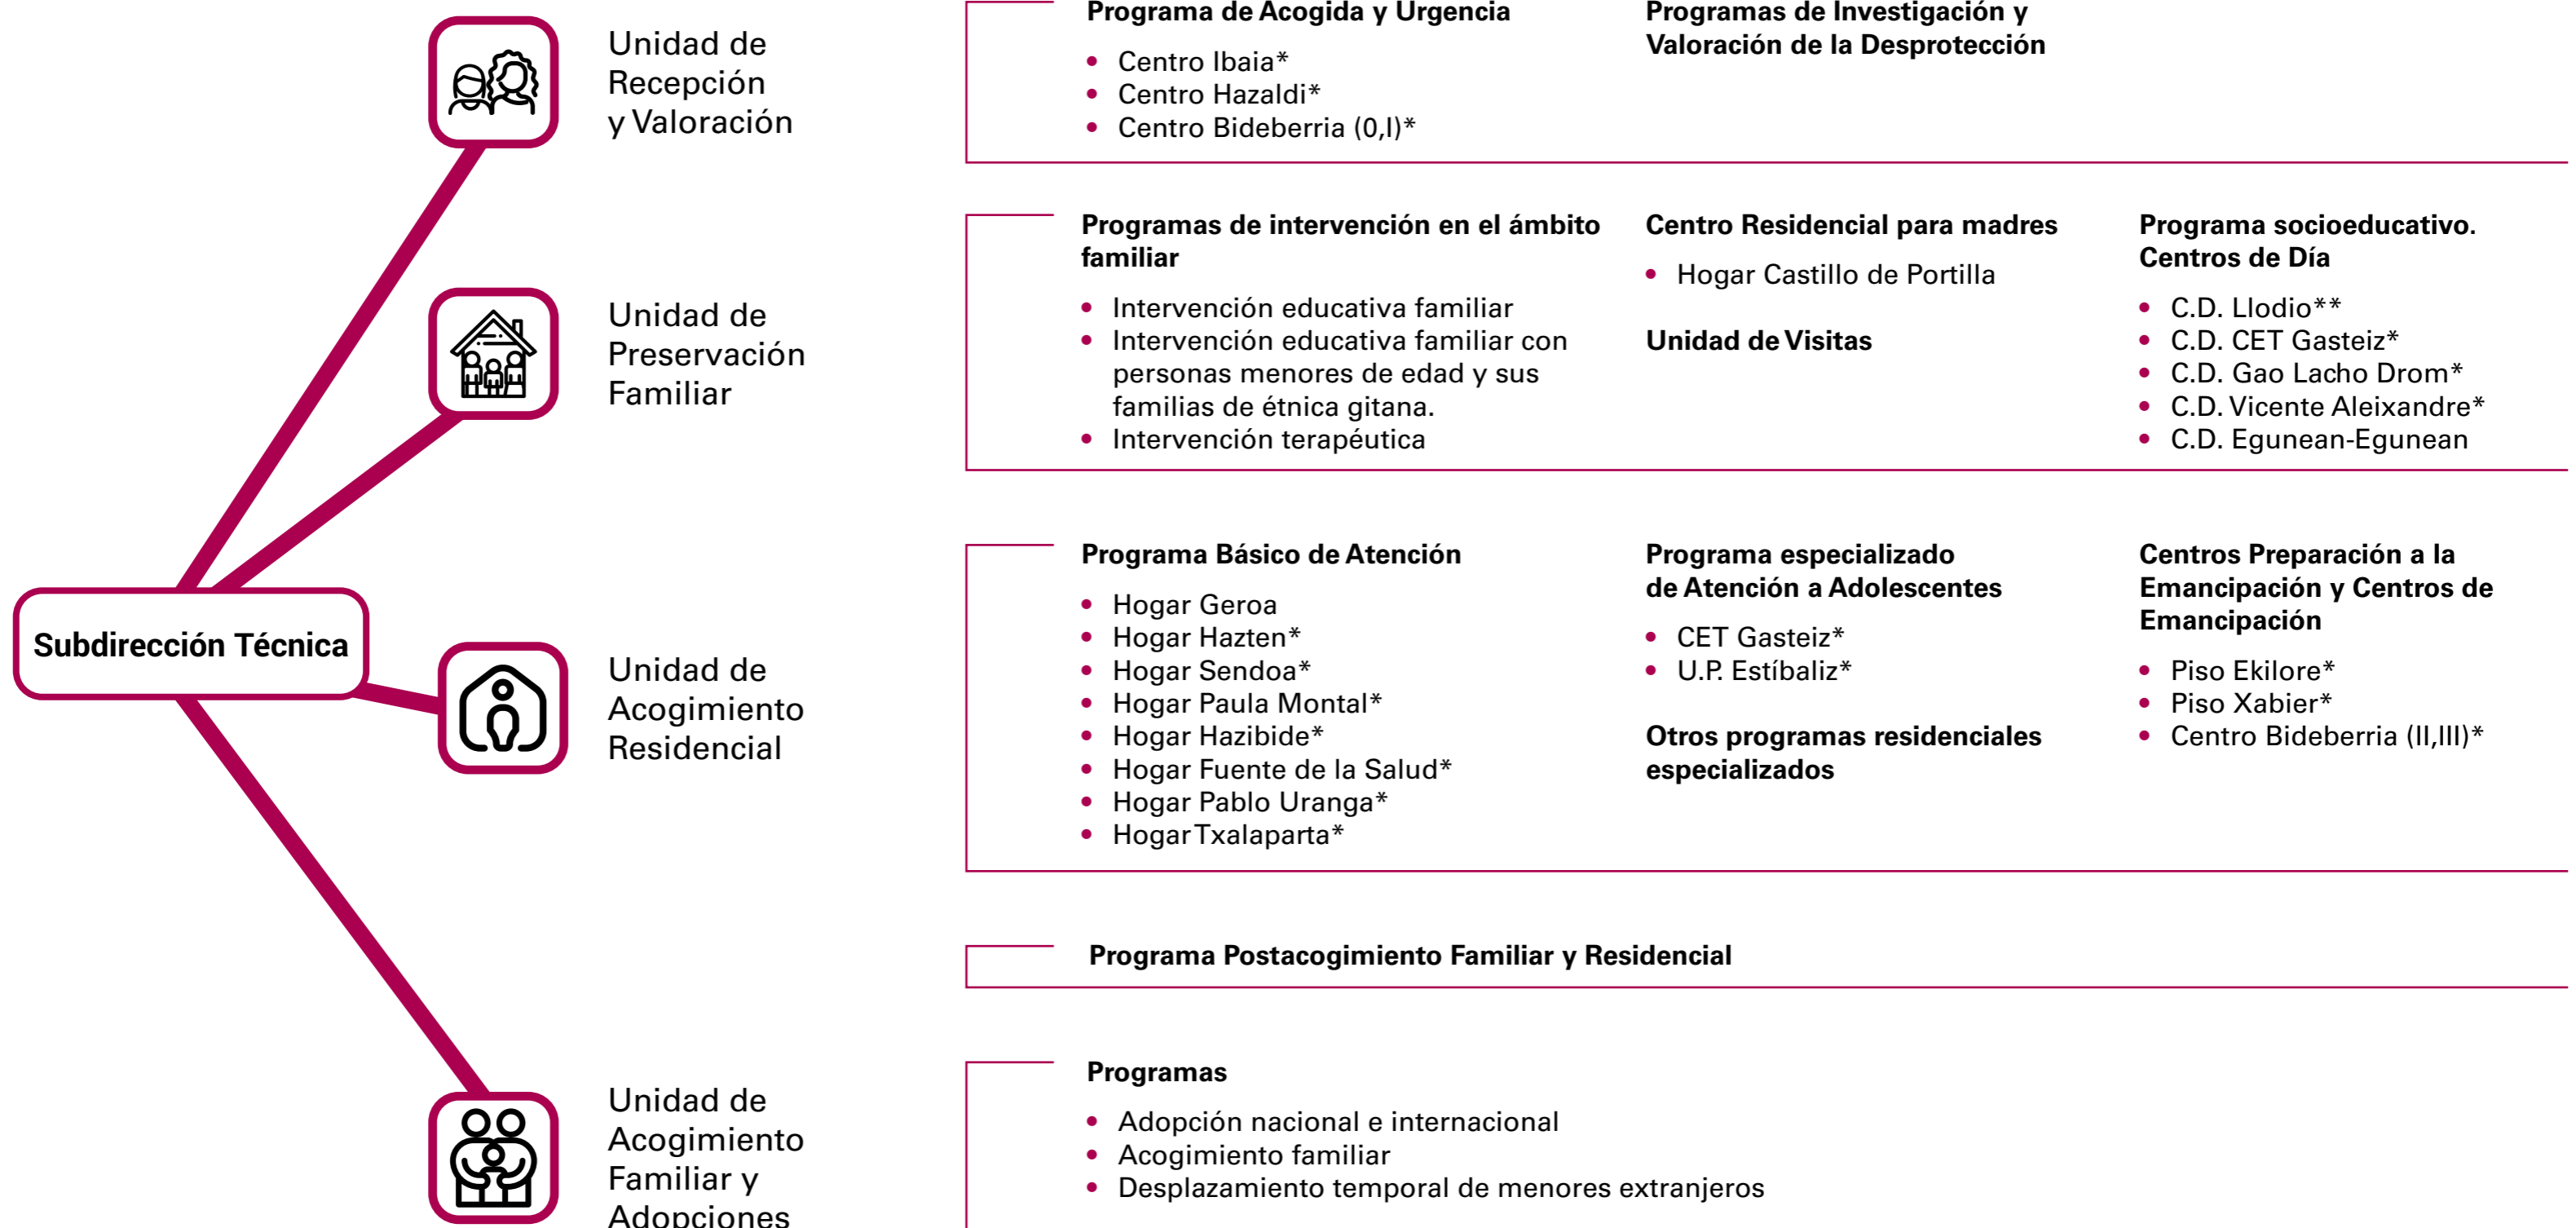 Subdirección Técnica
Unidad de
Recepción
y Valoración
Programa de Acogida y Urgencia
• Centro Ibaia*
• Centro Hazaldi*
• Centro Bideberria (0,I)*
Programas de Investigación y
Valoración de la Desprotección
Unidad de
Preservación
Familiar
Programas de intervención en el ámbito
familiar
• Intervención educativa familiar
• Intervención educativa familiar con
personas menores de edad y sus
familias de étnica gitana.
• Intervención terapéutica
Centro Residencial para madres
• Hogar Castillo de Portilla
Unidad de Visitas
Programa socioeducativo.
Centros de Día
• C.D. Llodio**
• C.D. CET Gasteiz*
• C.D. Gao Lacho Drom*
• C.D. Vicente Aleixandre*
• C.D. Egunean-Egunean
Unidad de
Acogimiento
Residencial
Programa Básico de Atención
• Hogar Geroa
• Hogar Hazten*
• Hogar Sendoa*
• Hogar Paula Montal*
• Hogar Hazibide*
• Hogar Fuente de la Salud*
• Hogar Pablo Uranga*
• Hogar Txalaparta*
Programa especializado
de Atención a Adolescentes
• CET Gasteiz*
• U.P. Estíbaliz*
Otros programas residenciales
especializados
Centros Preparación a la
Emancipación y Centros de
Emancipación
• Piso Ekilore*
• Piso Xabier*
• Centro Bideberria (II,III)*
Programa Postacogimiento Familiar y Residencial
Unidad de
Acogimiento
Familiar y
Adopciones
Programas
• Adopción nacional e internacional
• Acogimiento familiar
• Desplazamiento temporal de menores extranjeros